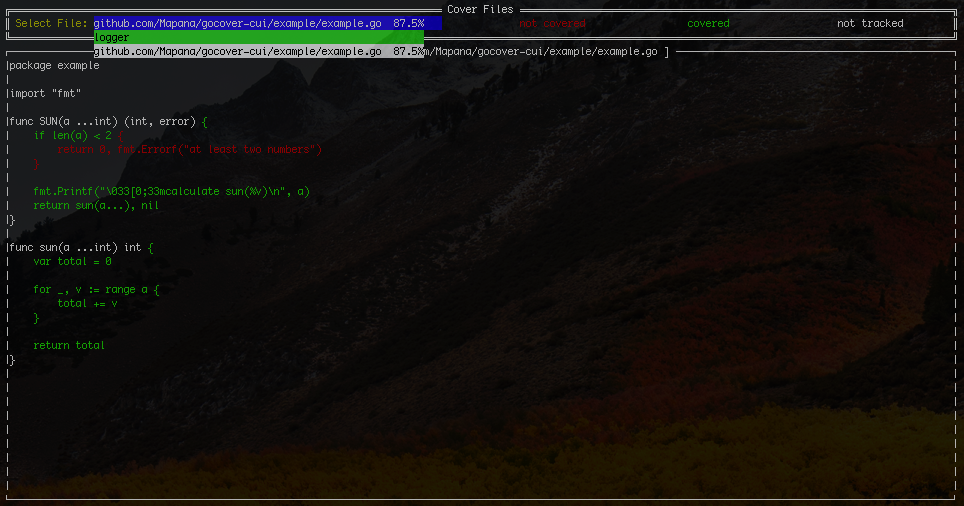 Cover Files
Select File: github.com/Mapana/gocover-cui/example/example.go 87.5% not covered covered not tracked
logger
github.com/Mapana/gocover-cui/example/example.go 87.5%m/Mapana/gocover-cui/example/example.go ]
package example
import "fmt"
func SUN(a ...int) (int, error) {
if len(a) < 2 {
return 0, fmt.Errorf("at least two numbers")
}
fmt.Printf("\033[0;33mcalculate sun(%v)\n", a)
return sun(a...), nil
}
func sun(a ...int) int {
var total = 0
for _, v := range a {
total += v
}
return total
}